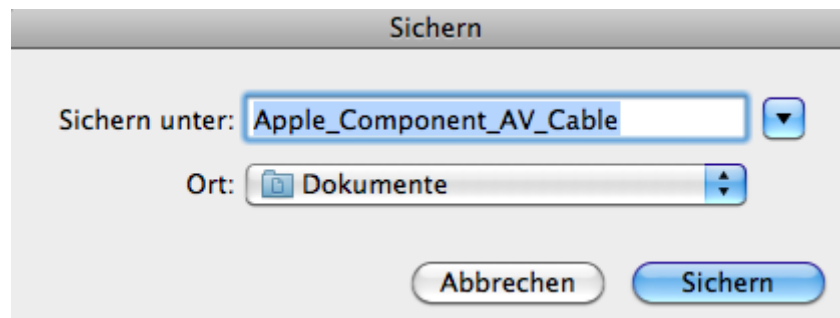 Sichern
Sichern unter: Apple_Component_AV_Cable
Ort: Dokumente
Abbrechen Sichern